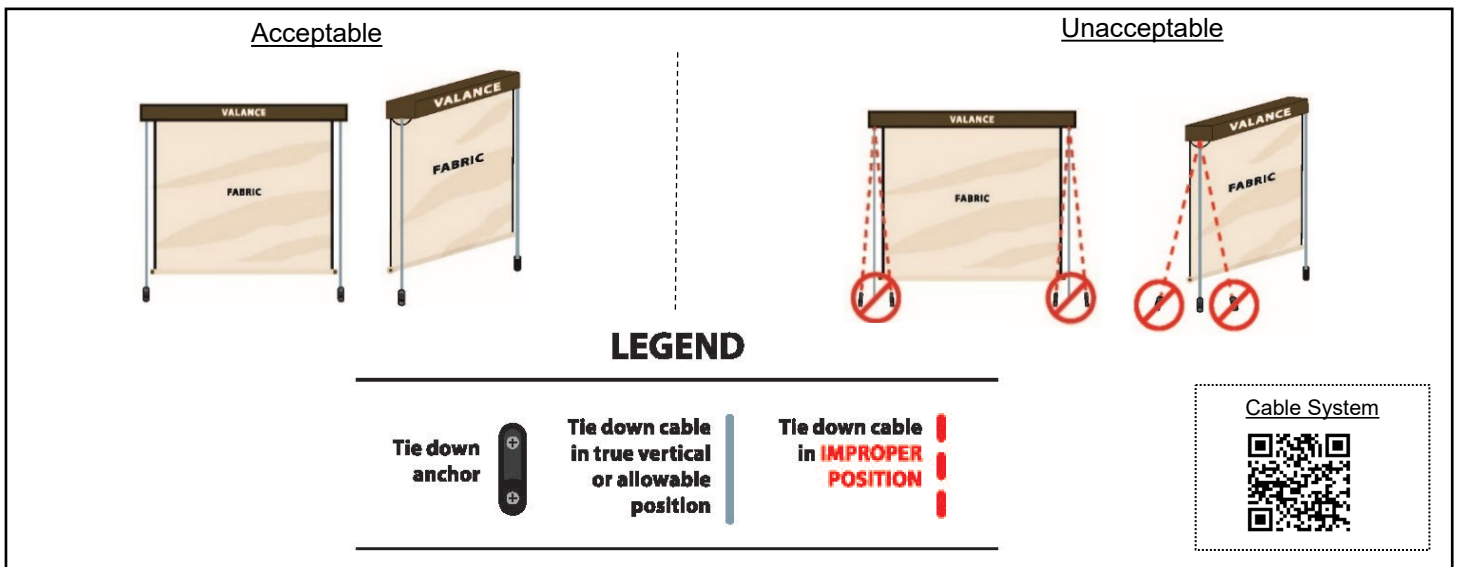 Acceptable
Unacceptable
VALANCE
FABRIC
VALANCE
FABRIC
VALANCE
FABRIC
VALANCE
FABRIC
LEGEND
Tie down
anchor
Tie down cable
in true vertical
or allowable
position
Tie down cable
in IMPROPER
POSITION
Cable System